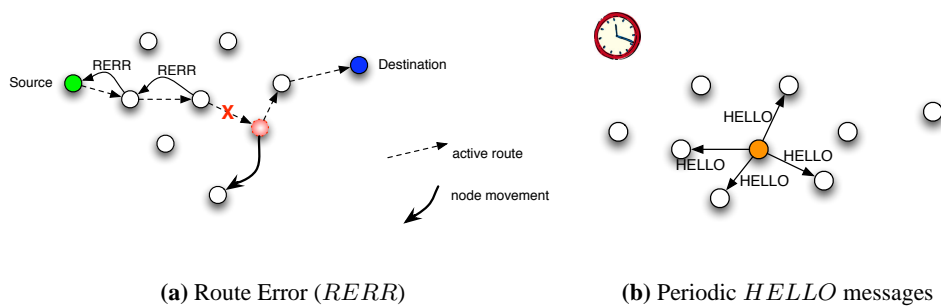 RERR
RERR
Source
Destination
active route
node movement
(a) Route Error (RERR)
HELLO
HELLO
HELLO
HELLO
(b) Periodic HELLO messages